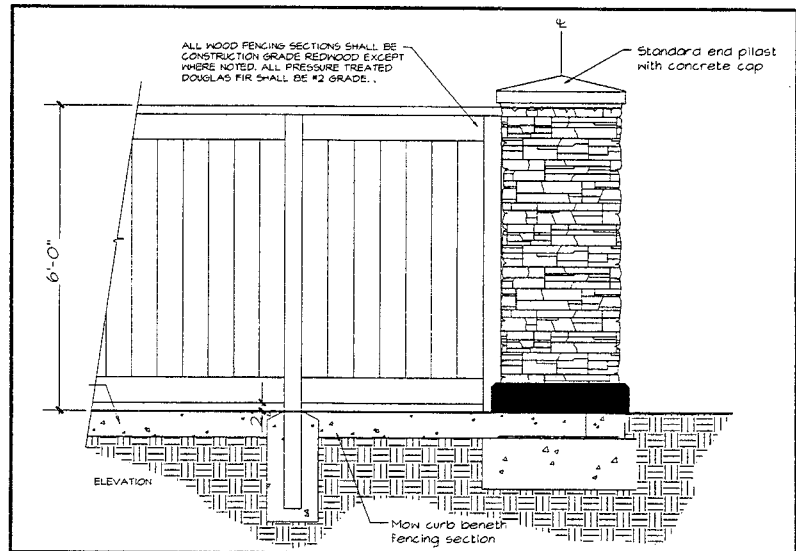 ℄
ALL WOOD FENCING SECTIONS SHALL BE
CONSTRUCTION GRADE REDWOOD EXCEPT
WHERE NOTED. ALL PRESSURE TREATED
DOUGLAS FIR SHALL BE #2 GRADE. .
Standard end pilast
with concrete cap
6'-0"
2"
ELEVATION
Mow curb beneth
fencing section